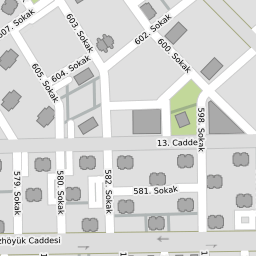 607. Sokak
603. Sokak
602. Sokak
600. Sokak
605. Sokak
604. Sokak
598. Sokak
13. Cadde
579. Sokak
580. Sokak
582. Sokak
581. Sokak
zhöyük Caddesi